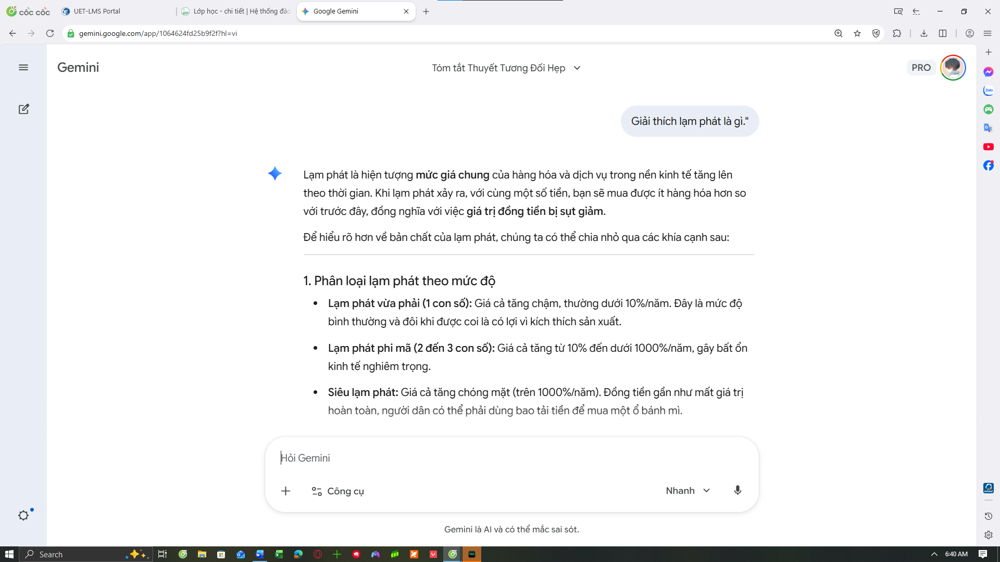 cốc cốc
UET-LMS Portal
Lớp học - chi tiết | Hệ thống đào
Google Gemini
gemini.google.com/app/1064624fd25b9f2f?hl=vi
Gemini
Tóm tắt Thuyết Tương Đối Hẹp
PRO
Zalo
Giải thích lạm phát là gì."
Lạm phát là hiện tượng mức giá chung của hàng hóa và dịch vụ trong nền kinh tế tăng lên
theo thời gian. Khi lạm phát xảy ra, với cùng một số tiền, bạn sẽ mua được ít hàng hóa hơn so
với trước đây, đồng nghĩa với việc giá trị đồng tiền bị sụt giảm.
Để hiểu rõ hơn về bản chất của lạm phát, chúng ta có thể chia nhỏ qua các khía cạnh sau:
1. Phân loại lạm phát theo mức độ
• Lạm phát vừa phải (1 con số): Giá cả tăng chậm, thường dưới 10%/năm. Đây là mức độ
bình thường và đôi khi được coi là có lợi vì kích thích sản xuất.
• Lạm phát phi mã (2 đến 3 con số): Giá cả tăng từ 10% đến dưới 1000%/năm, gây bất ổn
kinh tế nghiêm trọng.
• Siêu lạm phát: Giá cả tăng chóng mặt (trên 1000%/năm). Đồng tiền gần như mất giá trị
hoàn toàn, người dân có thể phải dùng bao tải tiền để mua một ổ bánh mì.
Hỏi Gemini
Công cụ
Nhanh
Gemini là AI và có thể mắc sai sót.
Search
6:40 AM